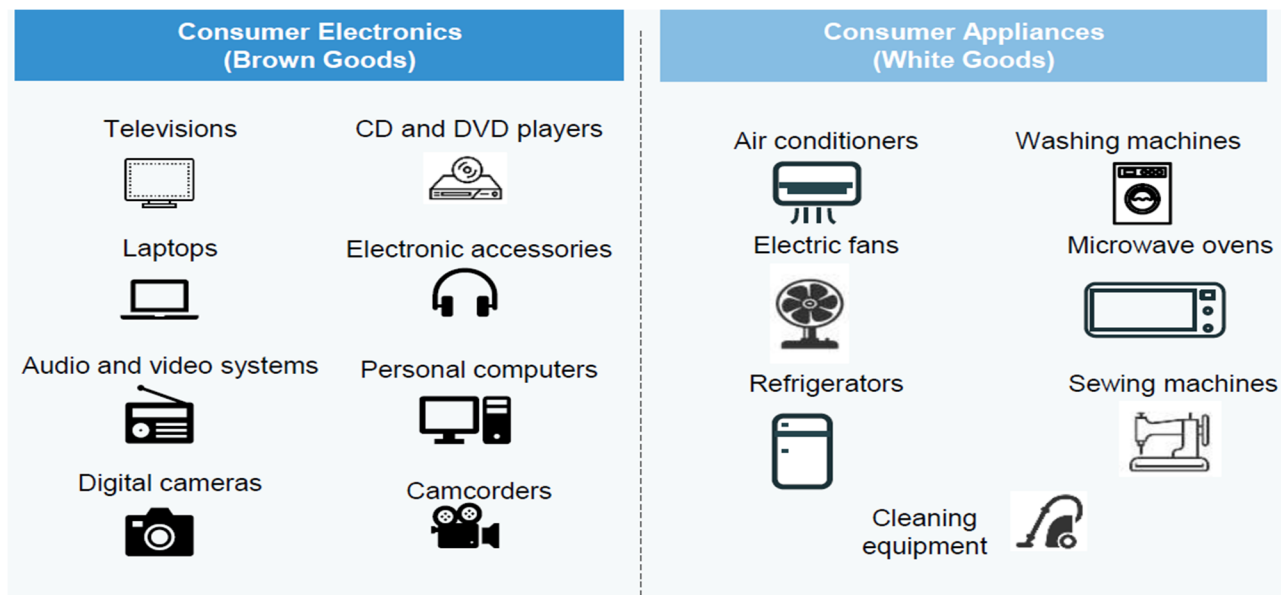 Consumer Electronics
(Brown Goods)
Televisions
CD and DVD players
Laptops
Electronic accessories
Audio and video systems
Personal computers
Digital cameras
Camcorders
Consumer Appliances
(White Goods)
Air conditioners
Washing machines
Electric fans
Microwave ovens
Refrigerators
Sewing machines
Cleaning
equipment